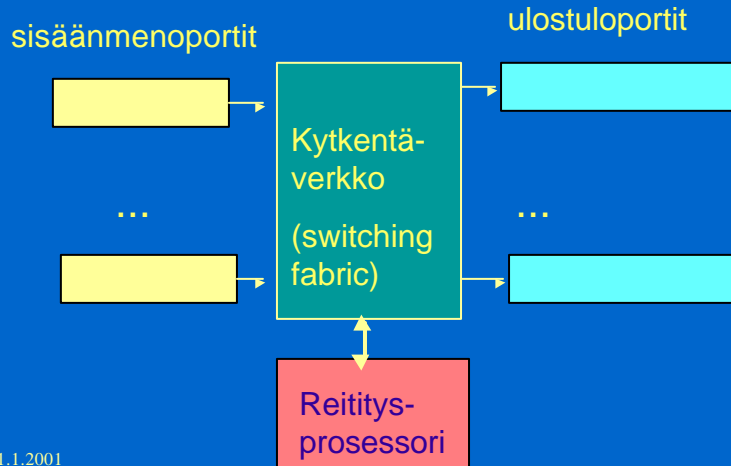 sisäänmenoportit
ulostuloportit
Kytkentä-
verkko
(switching
fabric)
...
...
Reititys-
prosessori
1.1.2001